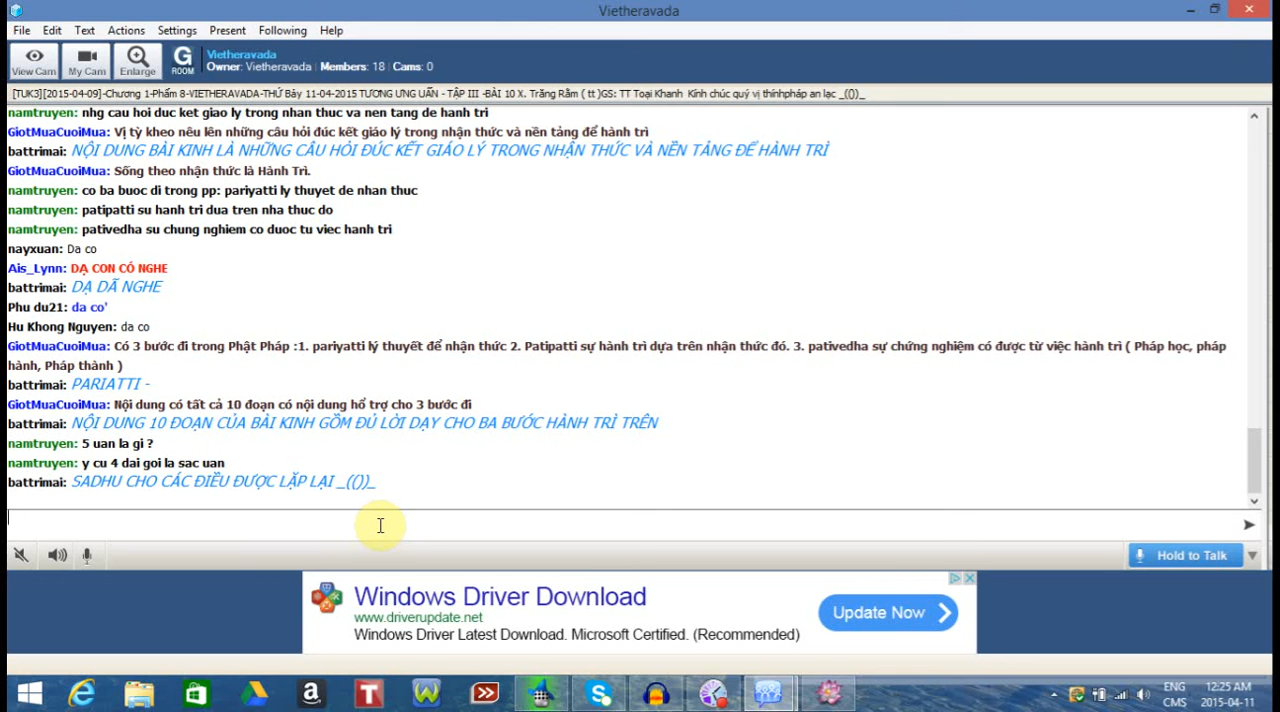 Vietheravada
File Edit Text Actions Settings Present Following Help
View Cam My Cam Enlarge G ROOM
Vietheravada
Owner: Vietheravada | Members: 18 | Cams: 0
[TUK3][2015-04-09]-Chương 1-Phẩm 8-VIETHERAVADA-THỨ Bảy 11-04-2015 TƯƠNG ƯNG UẨN - TẬP III -BÀI 10 X. Trăng Rằm ( tt )GS: TT Toại Khanh Kính chúc quý vị thínhpháp an lạc _(())_
namtruyen: nhg cau hoi duc ket giao ly trong nhan thuc va nen tang de hanh tri
GiotMuaCuoiMua: Vị tỳ kheo nêu lên những câu hỏi đúc kết giáo lý trong nhận thức và nền tảng để hành trì
battrimai: NỘI DUNG BÀI KINH LÀ NHỮNG CÂU HỎI ĐÚC KẾT GIÁO LÝ TRONG NHẬN THỨC VÀ NỀN TẢNG ĐỂ HÀNH TRÌ
GiotMuaCuoiMua: Sống theo nhận thức là Hành Trì.
namtruyen: co ba buoc di trong pp: pariyatti ly thuyet de nhan thuc
namtruyen: patipatti su hanh tri dua tren nha thuc do
namtruyen: pativedha su chung nghiem co duoc tu viec hanh tri
nayxuan: Da co
Ais_Lynn: DẠ CON CÓ NGHE
battrimai: DẠ DÃ NGHE
Phu du21: da co'
Hu Khong Nguyen: da co
GiotMuaCuoiMua: Có 3 bước đi trong Phật Pháp :1. pariyatti lý thuyết để nhận thức 2. Patipatti sự hành trì dựa trên nhận thức đó. 3. pativedha sự chứng nghiệm có được từ việc hành trì ( Pháp học, pháp
hành, Pháp thành )
battrimai: PARIATTI -
GiotMuaCuoiMua: Nội dung có tất cả 10 đoạn có nội dung hổ trợ cho 3 bước đi
battrimai: NỘI DUNG 10 ĐOẠN CỦA BÀI KINH GỒM ĐỦ LỜI DẠY CHO BA BƯỚC HÀNH TRÌ TRÊN
namtruyen: 5 uan la gi ?
namtruyen: y cu 4 dai goi la sac uan
battrimai: SADHU CHO CÁC ĐIỀU ĐƯỢC LẶP LẠI _(())_
Hold to Talk
Windows Driver Download
www.driverupdate.net
Windows Driver Latest Download. Microsoft Certified. (Recommended)
Update Now
ENG 12:25 AM
CMS 2015-04-11